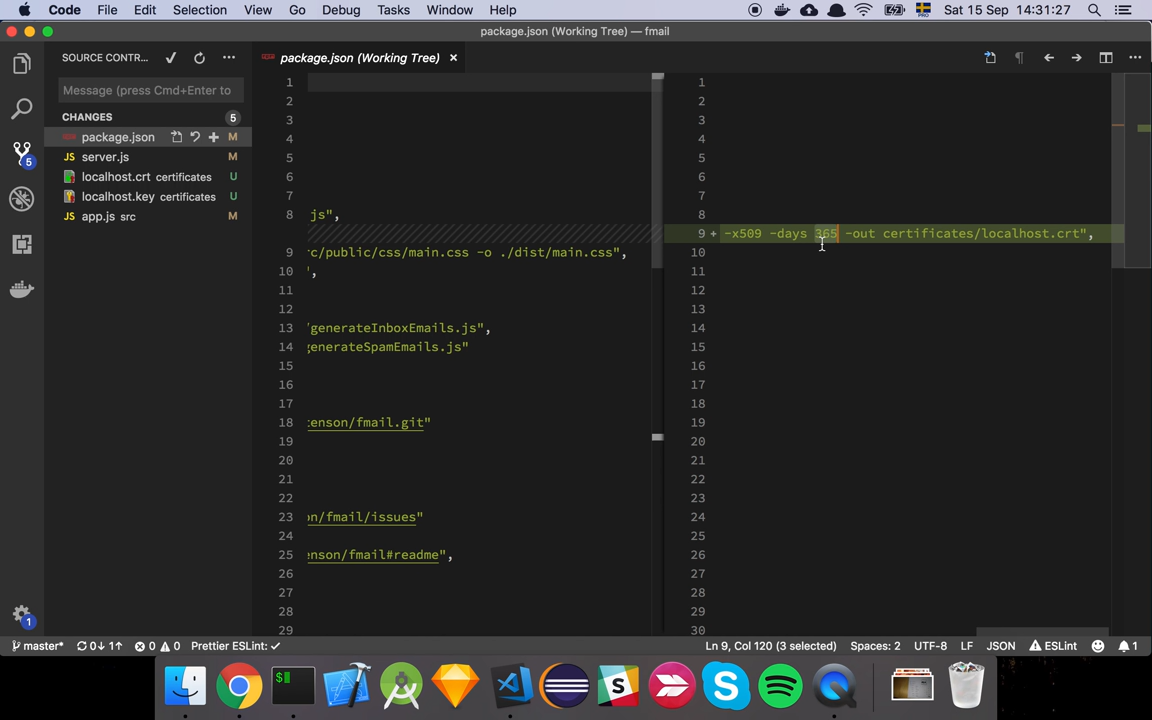 Code File Edit Selection View Go Debug Tasks Window Help PRO Sat 15 Sep 14:31:27
package.json (Working Tree) — fmail
SOURCE CONTR...
package.json (Working Tree)
Message (press Cmd+Enter to
CHANGES 5
package.json M
JS server.js M
localhost.crt certificates U
localhost.key certificates U
JS app.js src M
5
1
1
2
3
4
5
6
7
8 js",
9 rc/public/css/main.css -o ./dist/main.css",
10 ",
11
12
13 /generateInboxEmails.js",
14 generateSpamEmails.js"
15
16
17
18 tenson/fmail.git"
19
20
21
22
23 on/fmail/issues"
24
25 enson/fmail#readme",
26
27
28
29
1
2
3
4
5
6
7
8
9 + -x509 -days 365 -out certificates/localhost.crt",
10
11
12
13
14
15
16
17
18
19
20
21
22
23
24
25
26
27
28
29
30
master* 0↓ 1↑ 0 0 Prettier ESLint: ✓ Ln 9, Col 120 (3 selected) Spaces: 2 UTF-8 LF JSON ESLint 1
$
S
S